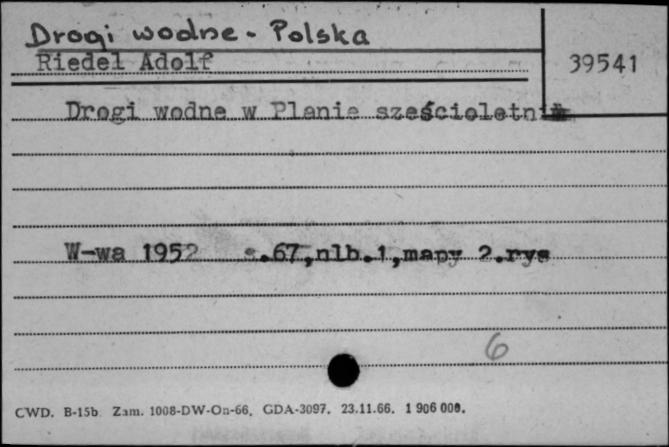 Drogi wodne - Polska
Riedel Adolf
39541
Drogi wodne w Planie sześcioletnim
W-wa 1952 s.67,nlb.1,mapy 2.rys
6
CWD. B-15b Zam. 1008-DW-On-66. GDA-3097. 23.11.66. 1 906 000.